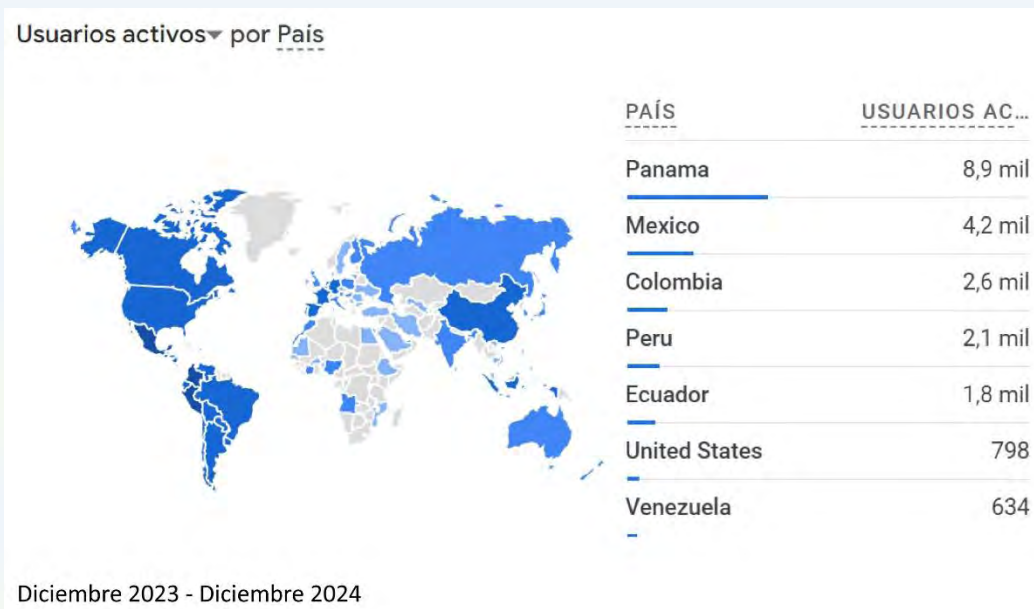 Usuarios activos por País
PAÍS USUARIOS AC...
Panama 8,9 mil
Mexico 4,2 mil
Colombia 2,6 mil
Peru 2,1 mil
Ecuador 1,8 mil
United States 798
Venezuela 634
Diciembre 2023 - Diciembre 2024